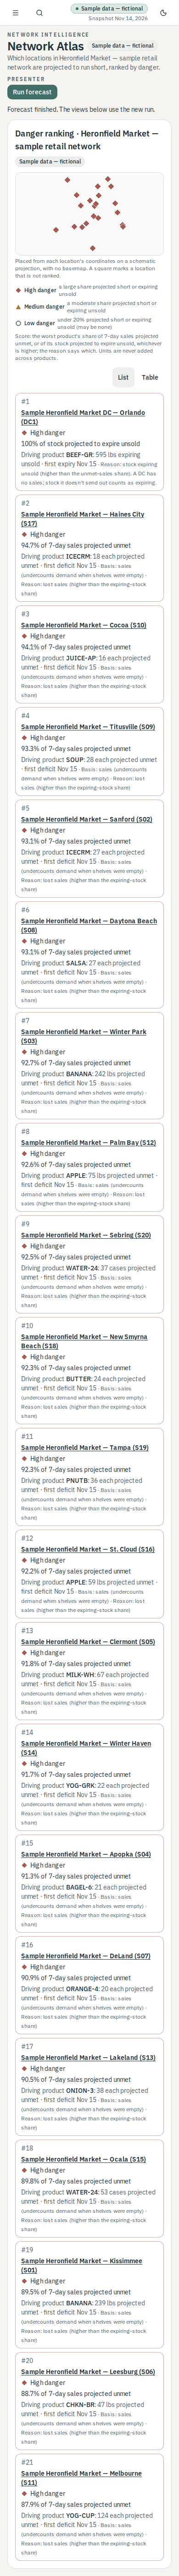 Sample data — fictional
Snapshot Nov 14, 2026
NETWORK INTELLIGENCE
Network Atlas
Sample data — fictional
Which locations in Heronfield Market — sample retail
network are projected to run short, ranked by danger.
PRESENTER
Run forecast
Forecast finished. The views below use the new run.
Danger ranking · Heronfield Market —
sample retail network
Sample data — fictional
Placed from each location's coordinates on a schematic
projection, with no basemap. A square marks a location
that is not ranked.
High danger a large share projected short or expiring
unsold
Medium danger a moderate share projected short or
expiring unsold
Low danger under 20% projected short or expiring
unsold (may be none)
Score: the worst product's share of 7-day sales projected
unmet, or of its stock projected to expire unsold, whichever
is higher; the reason says which. Units are never added
across products.
List
Table
#1
Sample Heronfield Market DC — Orlando
(DC1)
High danger
100% of stock projected to expire unsold
Driving product BEEF-GR: 595 lbs expiring
unsold · first expiry Nov 15 · Reason: stock expiring
unsold (higher than the unmet-sales share). A DC has
no sales; stock it doesn't send out counts as expiring.
#2
Sample Heronfield Market — Haines City
(S17)
High danger
94.7% of 7-day sales projected unmet
Driving product ICECRM: 18 each projected
unmet · first deficit Nov 15 · Basis: sales
(undercounts demand when shelves were empty) ·
Reason: lost sales (higher than the expiring-stock
share)
#3
Sample Heronfield Market — Cocoa (S10)
High danger
94.1% of 7-day sales projected unmet
Driving product JUICE-AP: 16 each projected
unmet · first deficit Nov 15 · Basis: sales
(undercounts demand when shelves were empty) ·
Reason: lost sales (higher than the expiring-stock
share)
#4
Sample Heronfield Market — Titusville (S09)
High danger
93.3% of 7-day sales projected unmet
Driving product SOUP: 28 each projected unmet
· first deficit Nov 15 · Basis: sales (undercounts
demand when shelves were empty) · Reason: lost sales
(higher than the expiring-stock share)
#5
Sample Heronfield Market — Sanford (S02)
High danger
93.1% of 7-day sales projected unmet
Driving product ICECRM: 27 each projected
unmet · first deficit Nov 15 · Basis: sales
(undercounts demand when shelves were empty) ·
Reason: lost sales (higher than the expiring-stock
share)
#6
Sample Heronfield Market — Daytona Beach
(S08)
High danger
93.1% of 7-day sales projected unmet
Driving product SALSA: 27 each projected
unmet · first deficit Nov 15 · Basis: sales
(undercounts demand when shelves were empty) ·
Reason: lost sales (higher than the expiring-stock
share)
#7
Sample Heronfield Market — Winter Park
(S03)
High danger
92.7% of 7-day sales projected unmet
Driving product BANANA: 242 lbs projected
unmet · first deficit Nov 15 · Basis: sales
(undercounts demand when shelves were empty) ·
Reason: lost sales (higher than the expiring-stock
share)
#8
Sample Heronfield Market — Palm Bay (S12)
High danger
92.6% of 7-day sales projected unmet
Driving product APPLE: 75 lbs projected unmet ·
first deficit Nov 15 · Basis: sales (undercounts
demand when shelves were empty) · Reason: lost
sales (higher than the expiring-stock share)
#9
Sample Heronfield Market — Sebring (S20)
High danger
92.5% of 7-day sales projected unmet
Driving product WATER-24: 37 cases projected
unmet · first deficit Nov 15 · Basis: sales
(undercounts demand when shelves were empty) ·
Reason: lost sales (higher than the expiring-stock
share)
#10
Sample Heronfield Market — New Smyrna
Beach (S18)
High danger
92.3% of 7-day sales projected unmet
Driving product BUTTER: 24 each projected
unmet · first deficit Nov 15 · Basis: sales
(undercounts demand when shelves were empty) ·
Reason: lost sales (higher than the expiring-stock
share)
#11
Sample Heronfield Market — Tampa (S19)
High danger
92.3% of 7-day sales projected unmet
Driving product PNUTB: 36 each projected
unmet · first deficit Nov 15 · Basis: sales
(undercounts demand when shelves were empty) ·
Reason: lost sales (higher than the expiring-stock
share)
#12
Sample Heronfield Market — St. Cloud (S16)
High danger
92.2% of 7-day sales projected unmet
Driving product APPLE: 59 lbs projected unmet ·
first deficit Nov 15 · Basis: sales (undercounts
demand when shelves were empty) · Reason: lost
sales (higher than the expiring-stock share)
#13
Sample Heronfield Market — Clermont (S05)
High danger
91.8% of 7-day sales projected unmet
Driving product MILK-WH: 67 each projected
unmet · first deficit Nov 15 · Basis: sales
(undercounts demand when shelves were empty) ·
Reason: lost sales (higher than the expiring-stock
share)
#14
Sample Heronfield Market — Winter Haven
(S14)
High danger
91.7% of 7-day sales projected unmet
Driving product YOG-GRK: 22 each projected
unmet · first deficit Nov 15 · Basis: sales
(undercounts demand when shelves were empty) ·
Reason: lost sales (higher than the expiring-stock
share)
#15
Sample Heronfield Market — Apopka (S04)
High danger
91.3% of 7-day sales projected unmet
Driving product BAGEL-6: 21 each projected
unmet · first deficit Nov 15 · Basis: sales
(undercounts demand when shelves were empty) ·
Reason: lost sales (higher than the expiring-stock
share)
#16
Sample Heronfield Market — DeLand (S07)
High danger
90.9% of 7-day sales projected unmet
Driving product ORANGE-4: 20 each projected
unmet · first deficit Nov 15 · Basis: sales
(undercounts demand when shelves were empty) ·
Reason: lost sales (higher than the expiring-stock
share)
#17
Sample Heronfield Market — Lakeland (S13)
High danger
90.5% of 7-day sales projected unmet
Driving product ONION-3: 38 each projected
unmet · first deficit Nov 15 · Basis: sales
(undercounts demand when shelves were empty) ·
Reason: lost sales (higher than the expiring-stock
share)
#18
Sample Heronfield Market — Ocala (S15)
High danger
89.8% of 7-day sales projected unmet
Driving product WATER-24: 53 cases projected
unmet · first deficit Nov 15 · Basis: sales
(undercounts demand when shelves were empty) ·
Reason: lost sales (higher than the expiring-stock
share)
#19
Sample Heronfield Market — Kissimmee
(S01)
High danger
89.5% of 7-day sales projected unmet
Driving product BANANA: 239 lbs projected
unmet · first deficit Nov 15 · Basis: sales
(undercounts demand when shelves were empty) ·
Reason: lost sales (higher than the expiring-stock
share)
#20
Sample Heronfield Market — Leesburg (S06)
High danger
88.7% of 7-day sales projected unmet
Driving product CHKN-BR: 47 lbs projected
unmet · first deficit Nov 15 · Basis: sales
(undercounts demand when shelves were empty) ·
Reason: lost sales (higher than the expiring-stock
share)
#21
Sample Heronfield Market — Melbourne
(S11)
High danger
87.9% of 7-day sales projected unmet
Driving product YOG-CUP: 124 each projected
unmet · first deficit Nov 15 · Basis: sales
(undercounts demand when shelves were empty) ·
Reason: lost sales (higher than the expiring-stock
share)